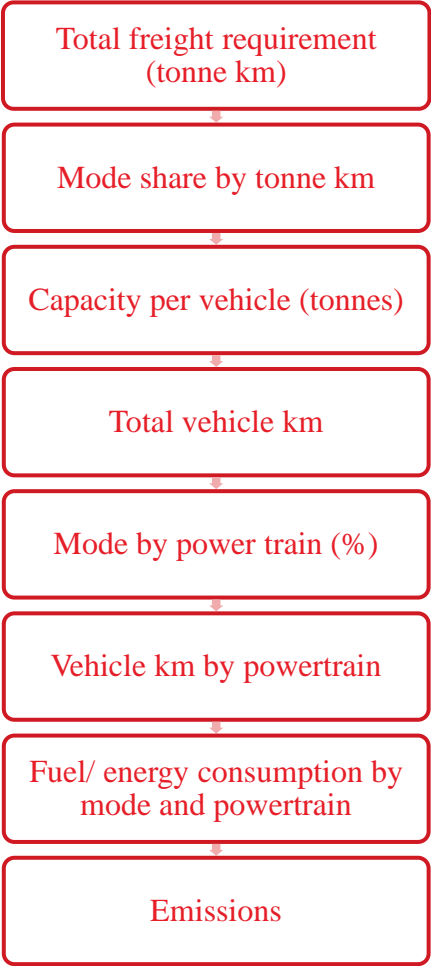 Total freight requirement
(tonne km)
Mode share by tonne km
Capacity per vehicle (tonnes)
Total vehicle km
Mode by power train (%)
Vehicle km by powertrain
Fuel/ energy consumption by
mode and powertrain
Emissions